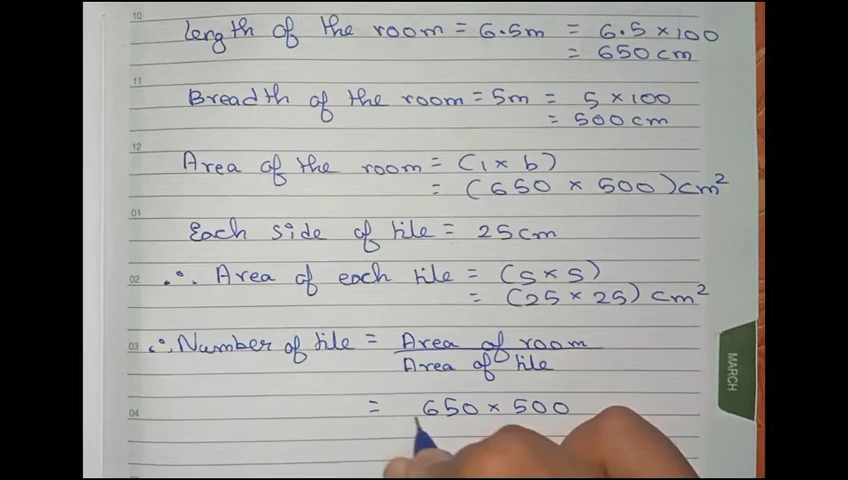 10
Length of the room = 6.5m = 6.5 × 100
= 650 cm
11
Breadth of the room = 5m = 5 × 100
= 500 cm
12
Area of the room = (l × b)
= (650 × 500) cm²
01
Each side of tile = 25 cm
02
∴ Area of each tile = (S × S)
= (25 × 25) cm²
03
∴ Number of tile = Area of room
Area of tile
MARCH
04
= 650 × 500